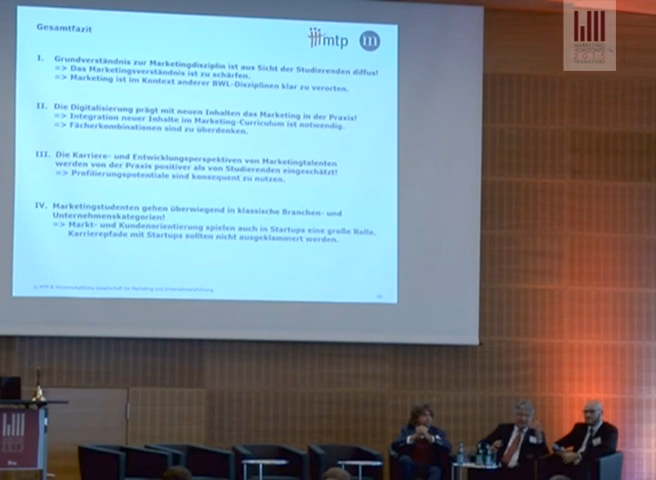 Gesamtfazit
mtp
m
I. Grundverständnis zur Marketingdisziplin ist aus Sicht der Studierenden diffus!
=> Das Marketingsverständnis ist zu schärfen.
=> Marketing ist im Kontext anderer BWL-Disziplinen klar zu verorten.
II. Die Digitalisierung prägt mit neuen Inhalten das Marketing in der Praxis!
=> Integration neuer Inhalte im Marketing-Curriculum ist notwendig.
=> Fächerkombinationen sind zu überdenken.
III. Die Karriere- und Entwicklungsperspektiven von Marketingtalenten
werden von der Praxis positiver als von Studierenden eingeschätzt!
=> Profilierungspotentiale sind konsequent zu nutzen.
IV. Marketingstudenten gehen überwiegend in klassische Branchen- und
Unternehmenskategorien!
=> Markt- und Kundenorientierung spielen auch in Startups eine große Rolle.
Karrierepfade mit Startups sollten nicht ausgeklammert werden.